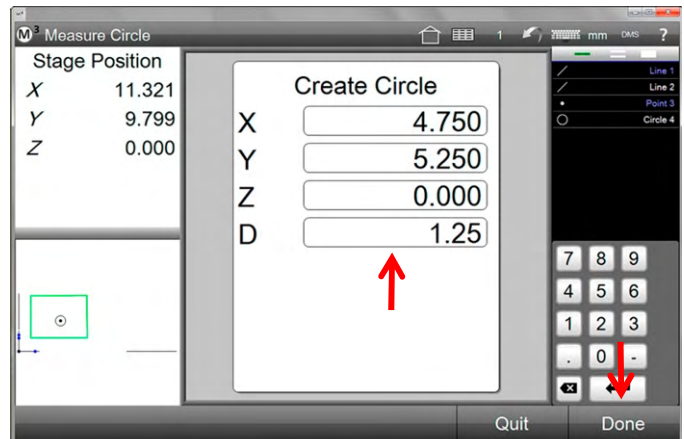 M³ Measure Circle 1 mm DMS ?
Stage Position
X 11.321
Y 9.799
Z 0.000
Create Circle
X 4.750
Y 5.250
Z 0.000
D 1.25
Line 1
Line 2
Point 3
Circle 4
7 8 9
4 5 6
1 2 3
. 0 -
Quit Done